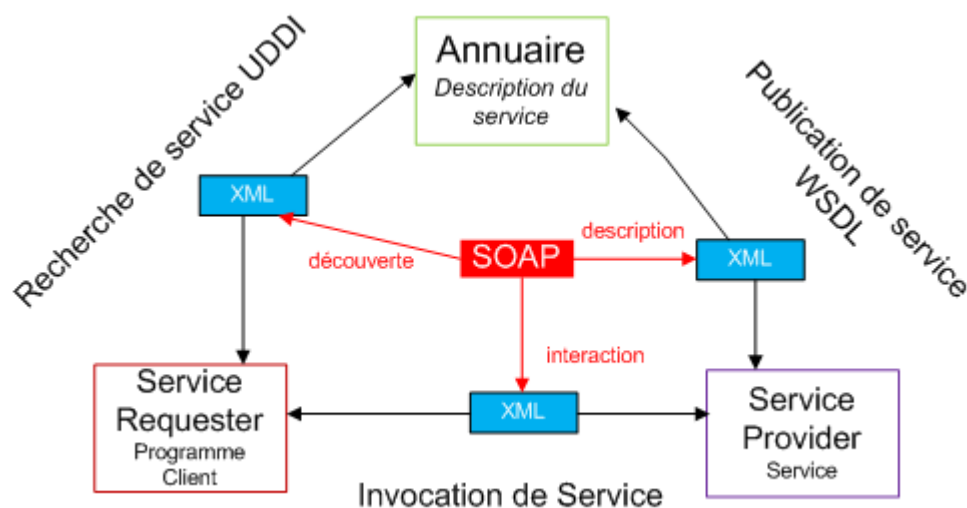 Annuaire
Description du
service
Recherche de service UDDI
Publication de service
WSDL
XML
découverte
SOAP
description
XML
interaction
Service
Requester
Programme
Client
XML
Service
Provider
Service
Invocation de Service